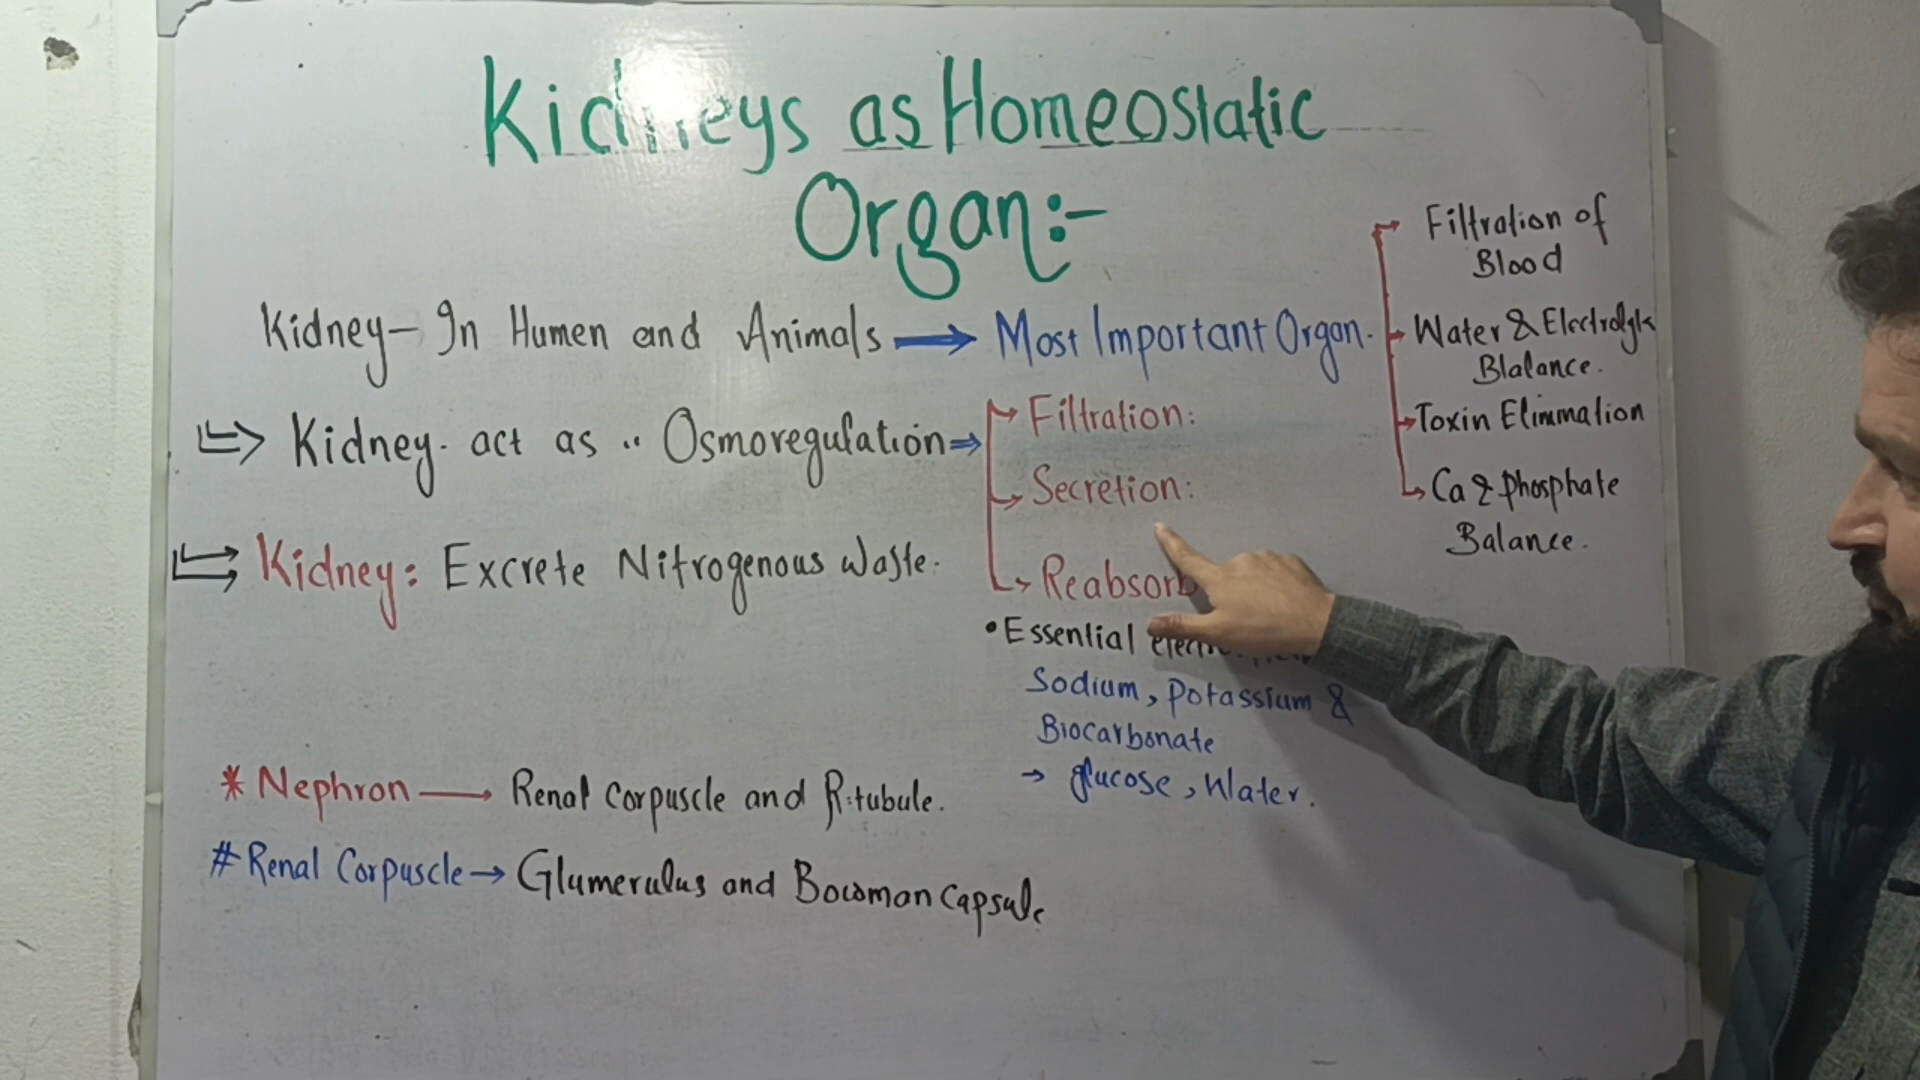 Kidneys as Homeostatic
Organ:-
Kidney- In Humen and Animals → Most Important Organ.
Filtration of
Blood
Water & Electrolyte
Blalance.
Toxin Elimmation
Ca & phosphate
Balance.
⇒ Kidney. act as " Osmoregulation ⇒
Filtration:
Secretion:
Reabsorb
⇒ Kidney: Excrete Nitrogenous Waste.
• Essential
Sodium, Potassium &
Biocarbonate
→ glucose, Water.
* Nephron → Renal Corpuscle and R.tubule.
# Renal Corpuscle → Glumerulus and Bowman Capsule